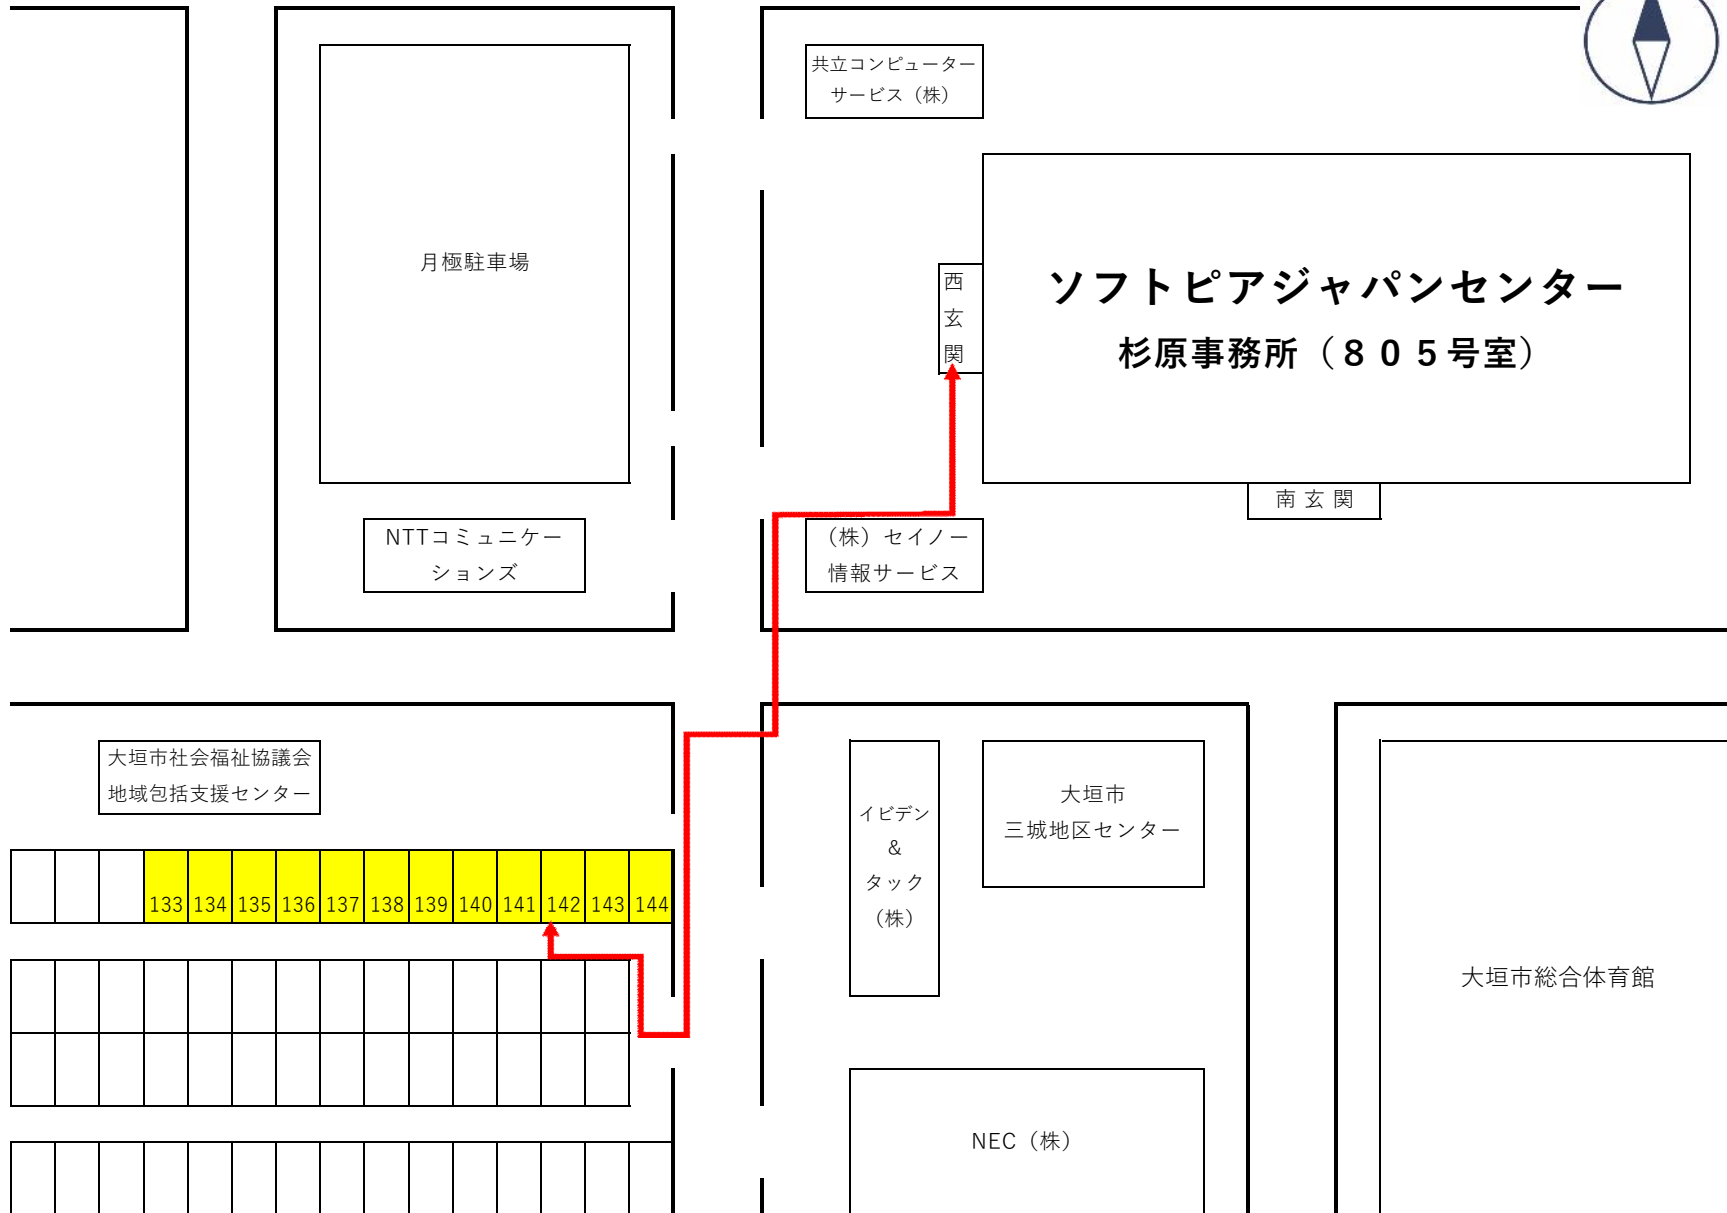 共立コンピューター
サービス（株）
月極駐車場
西
玄
関
ソフトピアジャパンセンター
杉原事務所（８０５号室）
南 玄 関
NTTコミュニケー
ションズ
（株）セイノー
情報サービス
大垣市社会福祉協議会
地域包括支援センター
イビデン
&
タック
（株）
大垣市
三城地区センター
133 134 135 136 137 138 139 140 141 142 143 144
大垣市総合体育館
NEC（株）